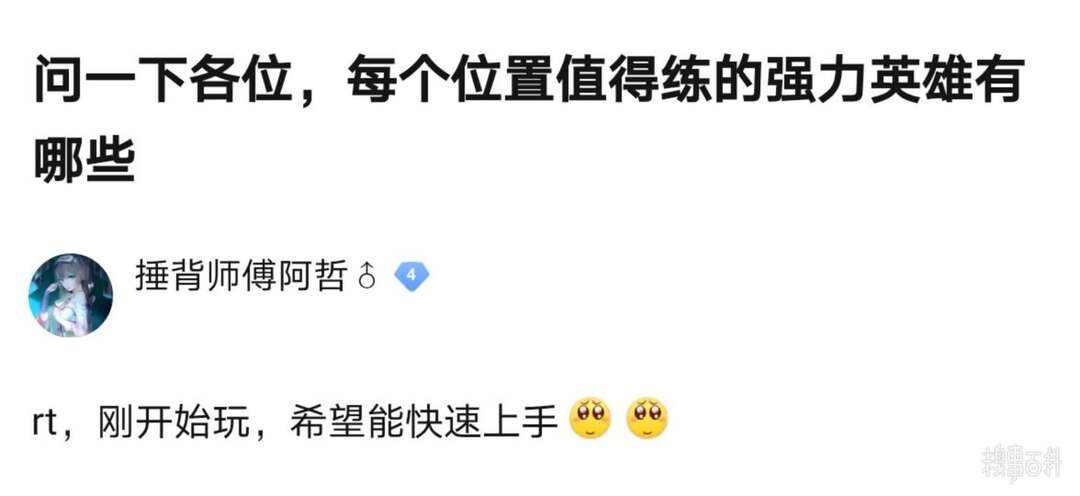 问一下各位，每个位置值得练的强力英雄有
哪些
捶背师傅阿哲♂ 4
rt，刚开始玩，希望能快速上手🥺🥺